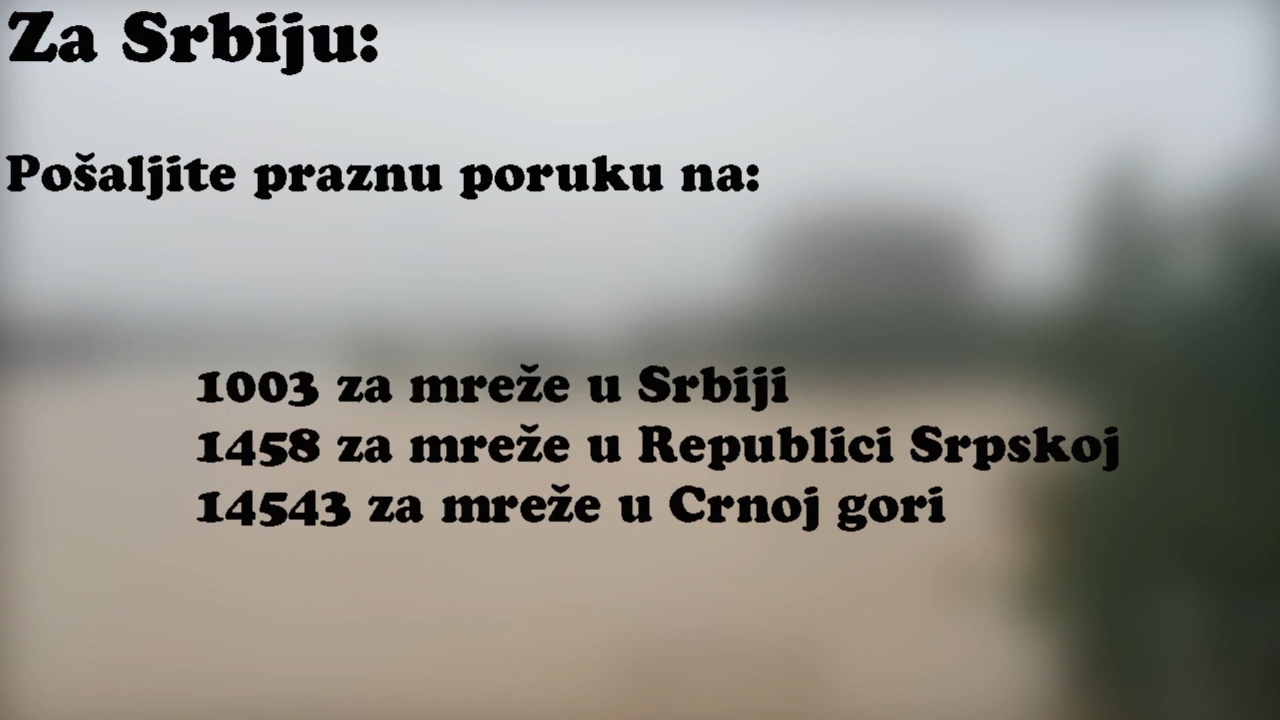 Za Srbiju:
Pošaljite praznu poruku na:
1003 za mreže u Srbiji
1458 za mreže u Republici Srpskoj
14543 za mreže u Crnoj gori